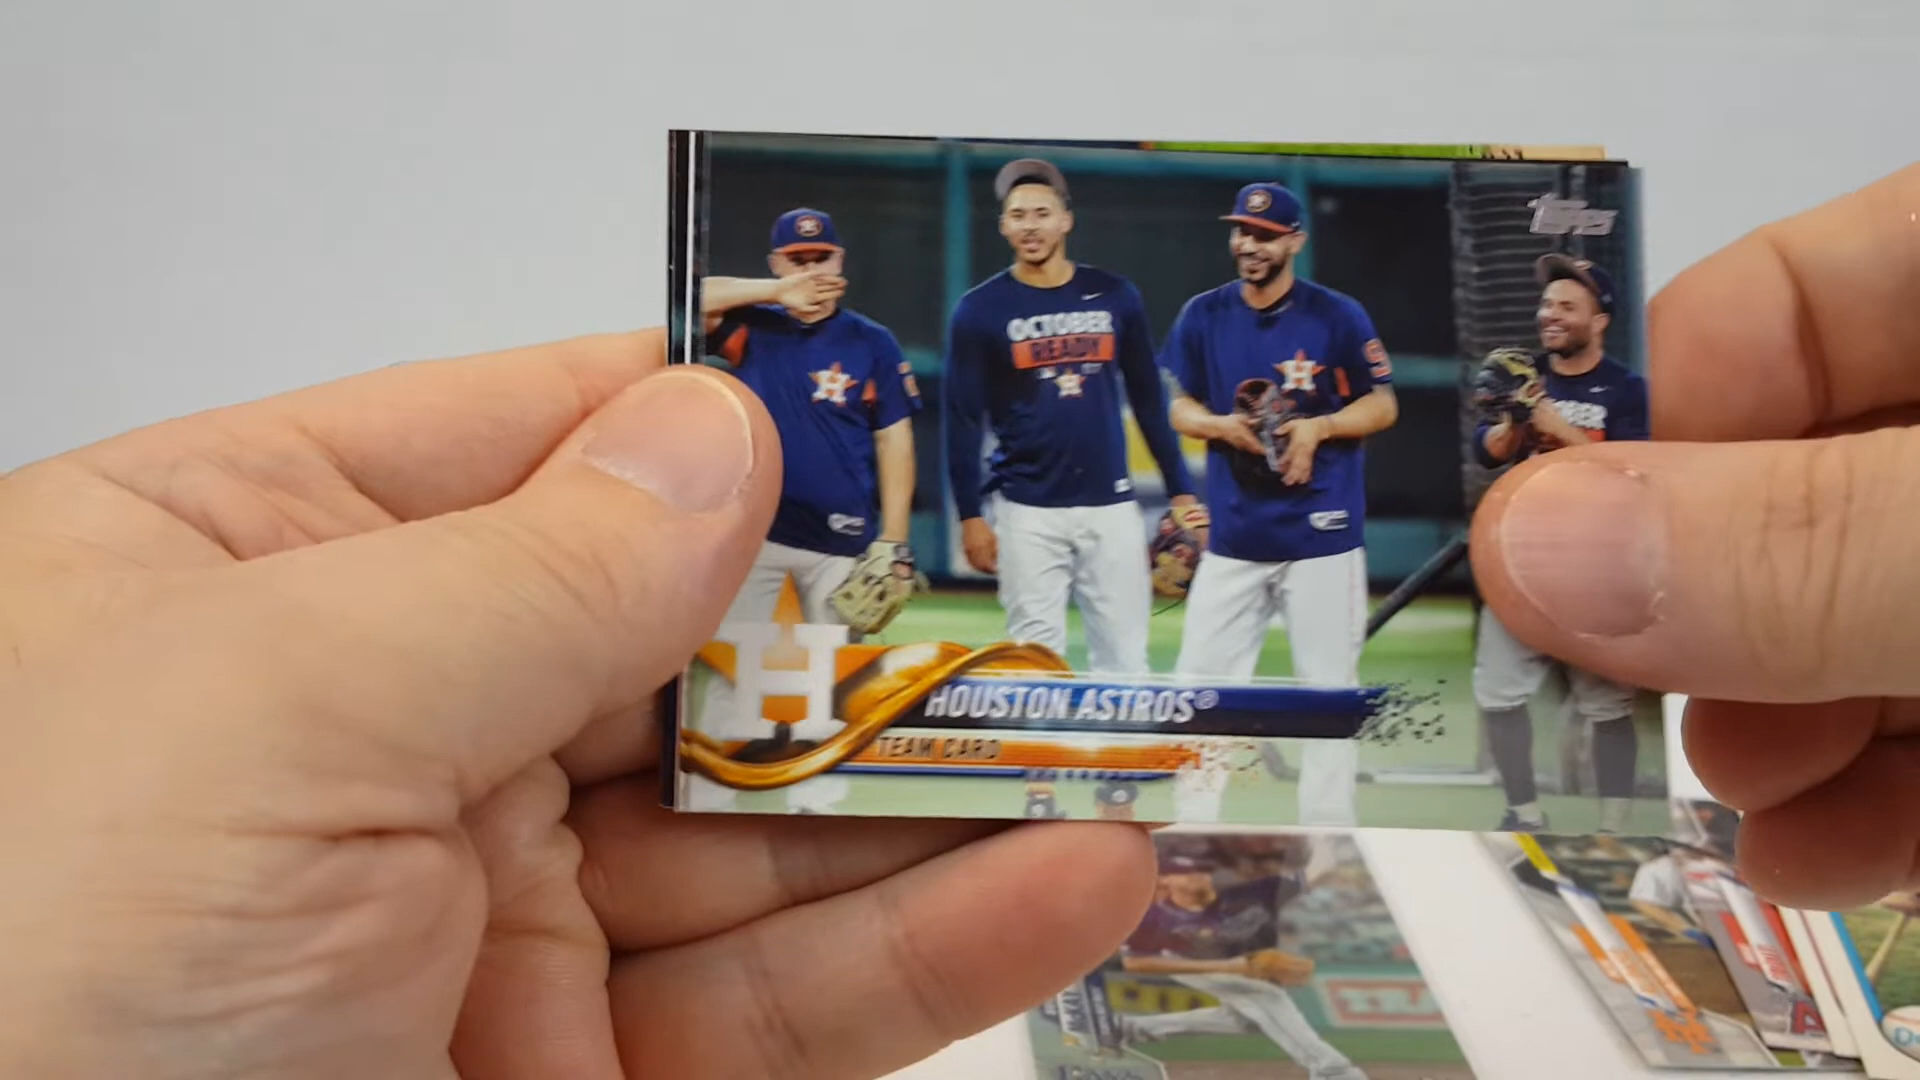 topps
OCTOBER
READY
H
H
H
H
HOUSTON ASTROS®
TEAM CARD